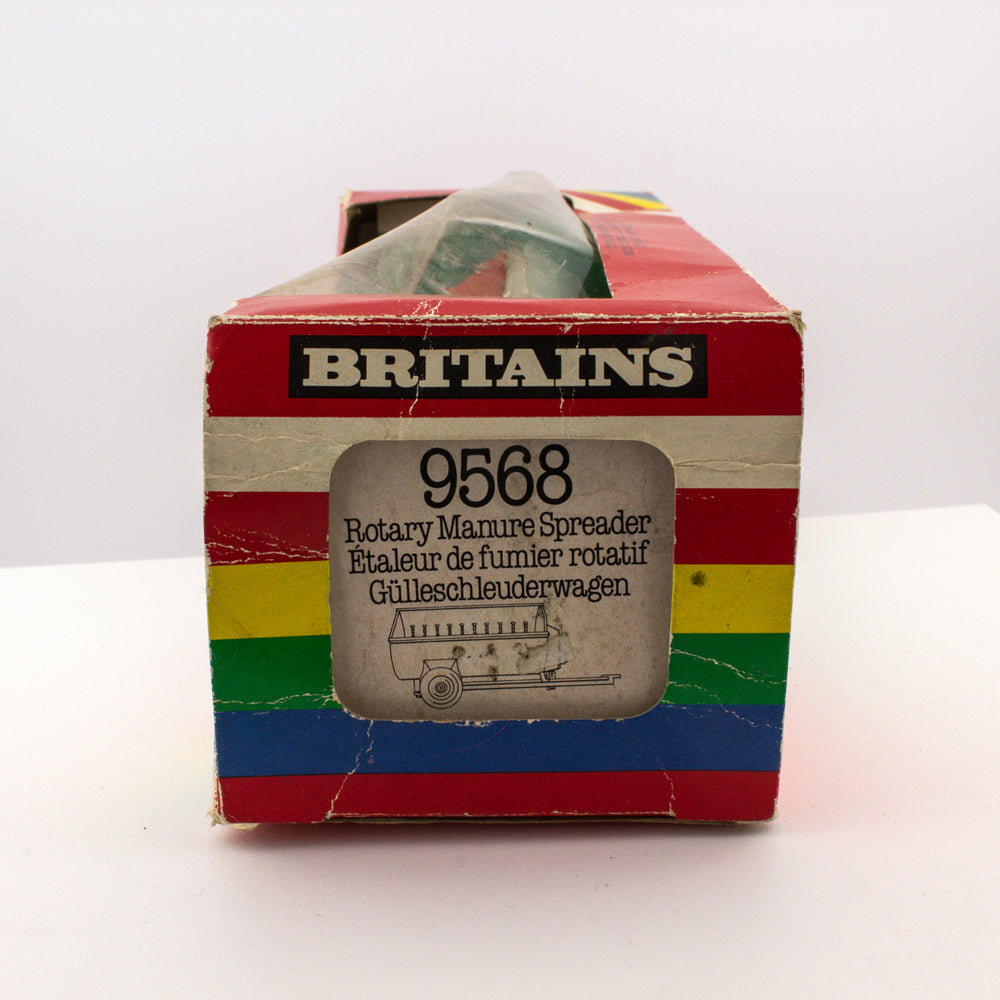 BRITAINS
9568
Rotary Manure Spreader
Étaleur de fumier rotatif
Gülleschleuderwagen